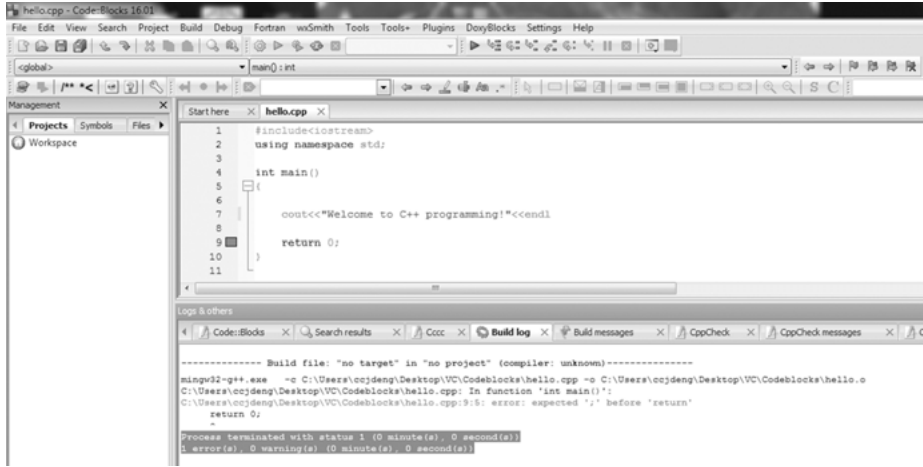 hello.cpp - Code::Blocks 16.01
File Edit View Search Project Build Debug Fortran wxSmith Tools Tools+ Plugins DoxyBlocks Settings Help
<global> main() : int
/** *< S C
Management
Projects Symbols Files
Workspace
Start here hello.cpp
1 #include<iostream>
2 using namespace std;
3
4 int main()
5 {
6
7 cout<<"Welcome to C++ programming!"<<endl
8
9 return 0;
10 }
11
Logs & others
Code::Blocks Search results Cccc Build log Build messages CppCheck CppCheck messages
-------------- Build file: "no target" in "no project" (compiler: unknown)---------------
mingw32-g++.exe -c C:\Users\ccjdeng\Desktop\VC\Codeblocks\hello.cpp -o C:\Users\ccjdeng\Desktop\VC\Codeblocks\hello.o
C:\Users\ccjdeng\Desktop\VC\Codeblocks\hello.cpp: In function 'int main()':
C:\Users\ccjdeng\Desktop\VC\Codeblocks\hello.cpp:9:5: error: expected ';' before 'return'
return 0;
^
Process terminated with status 1 (0 minute(s), 0 second(s))
1 error(s), 0 warning(s) (0 minute(s), 0 second(s))